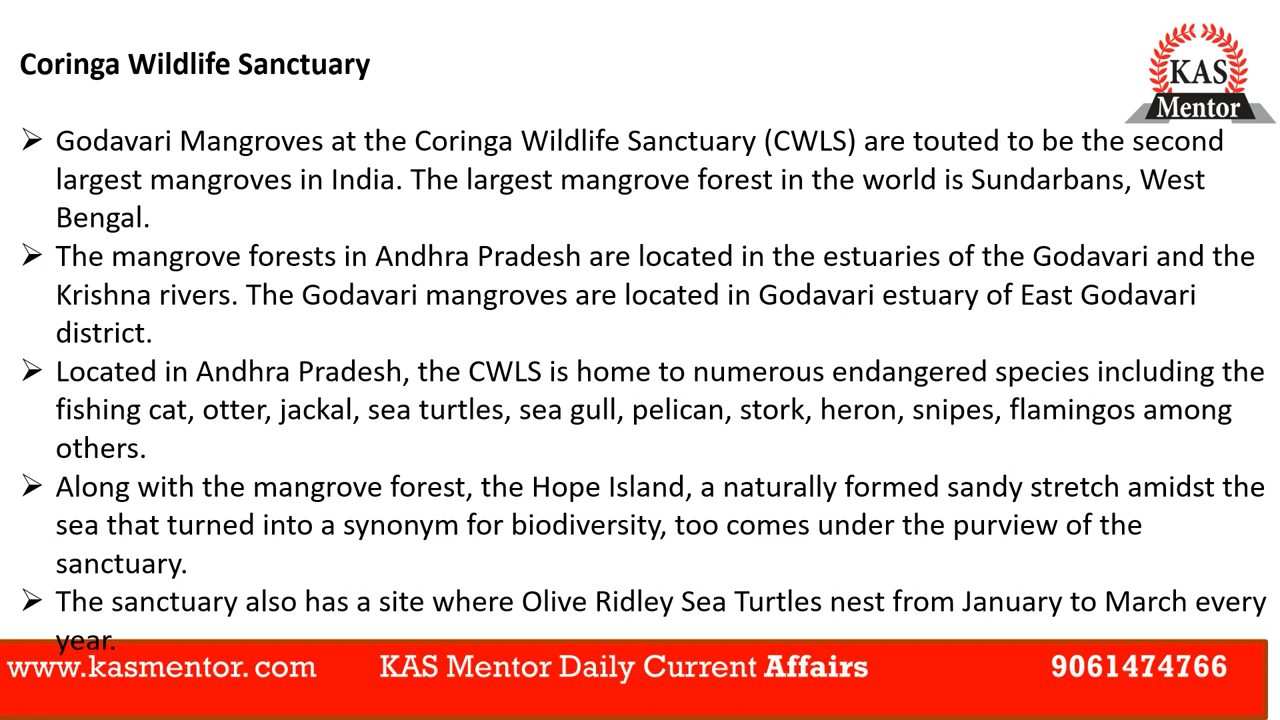 Coringa Wildlife Sanctuary
KAS
Mentor
➢ Godavari Mangroves at the Coringa Wildlife Sanctuary (CWLS) are touted to be the second
largest mangroves in India. The largest mangrove forest in the world is Sundarbans, West
Bengal.
➢ The mangrove forests in Andhra Pradesh are located in the estuaries of the Godavari and the
Krishna rivers. The Godavari mangroves are located in Godavari estuary of East Godavari
district.
➢ Located in Andhra Pradesh, the CWLS is home to numerous endangered species including the
fishing cat, otter, jackal, sea turtles, sea gull, pelican, stork, heron, snipes, flamingos among
others.
➢ Along with the mangrove forest, the Hope Island, a naturally formed sandy stretch amidst the
sea that turned into a synonym for biodiversity, too comes under the purview of the
sanctuary.
➢ The sanctuary also has a site where Olive Ridley Sea Turtles nest from January to March every
year.
www.kasmentor.com KAS Mentor Daily Current Affairs 9061474766